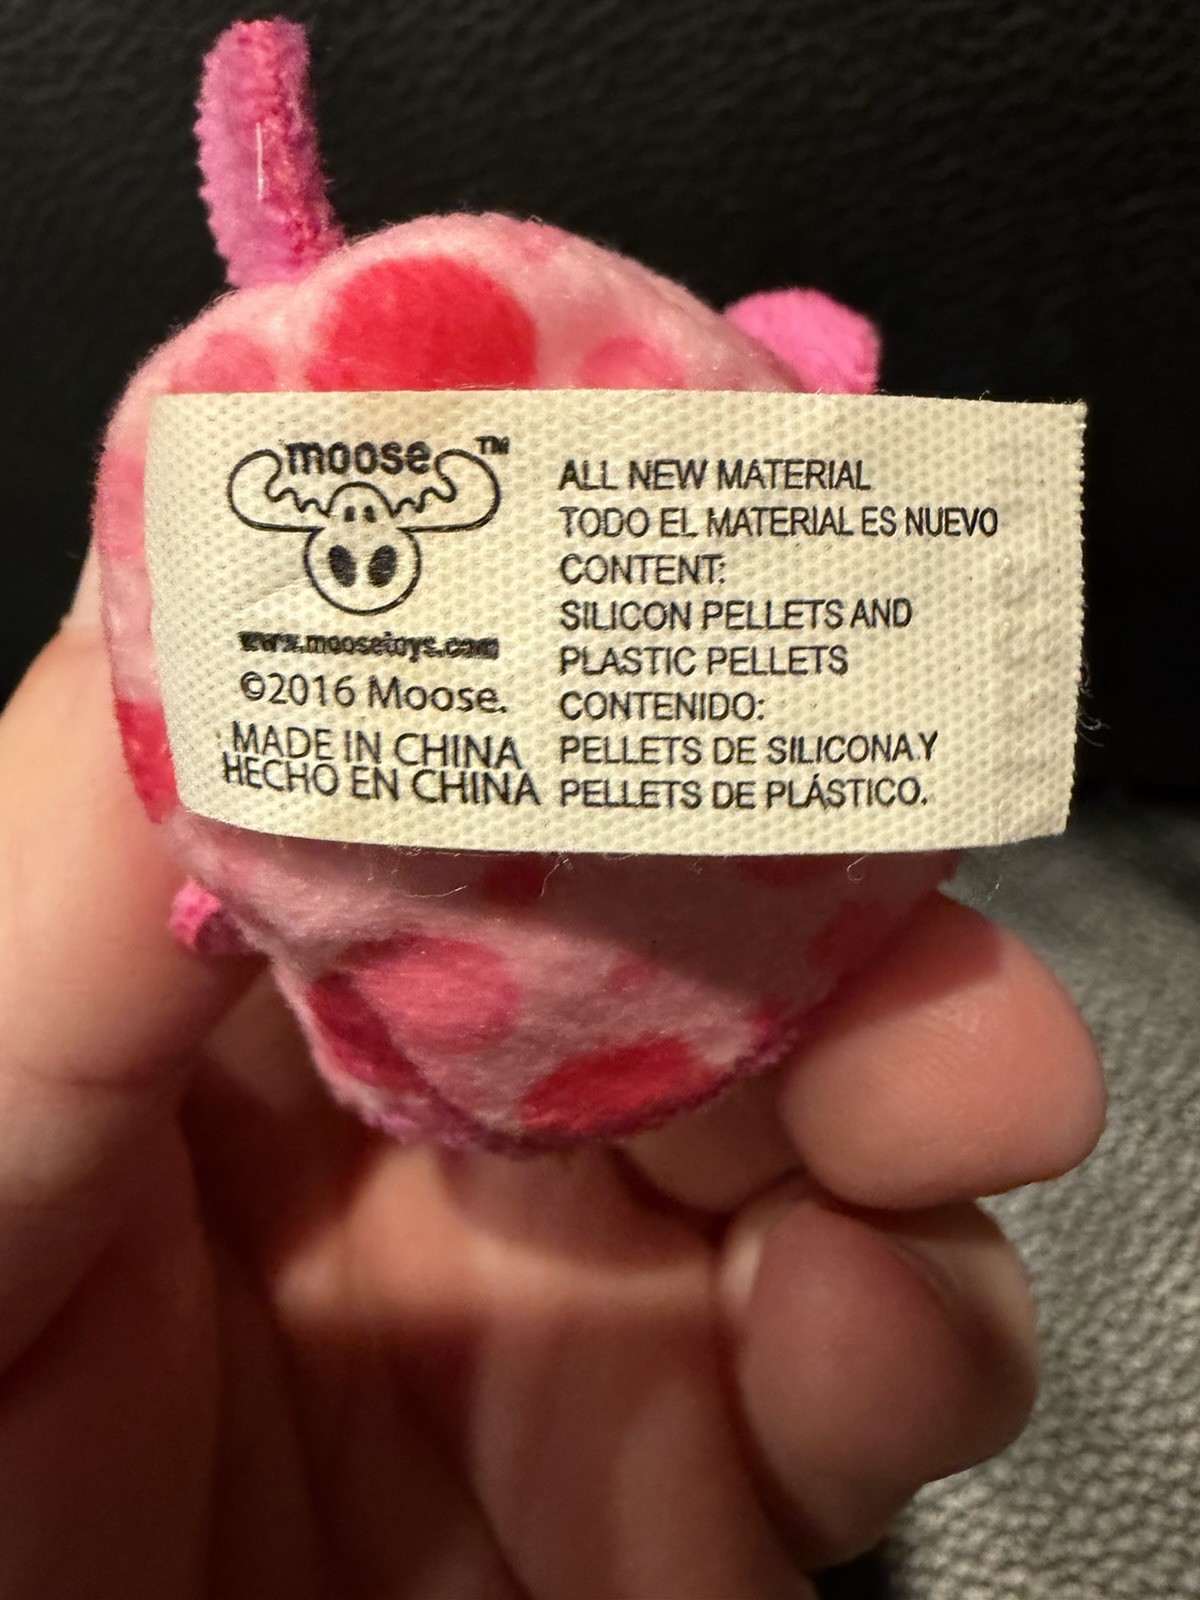 moose™
www.moosetoys.com
©2016 Moose.
MADE IN CHINA
HECHO EN CHINA
ALL NEW MATERIAL
TODO EL MATERIAL ES NUEVO
CONTENT:
SILICON PELLETS AND
PLASTIC PELLETS
CONTENIDO:
PELLETS DE SILICONA Y
PELLETS DE PLÁSTICO.